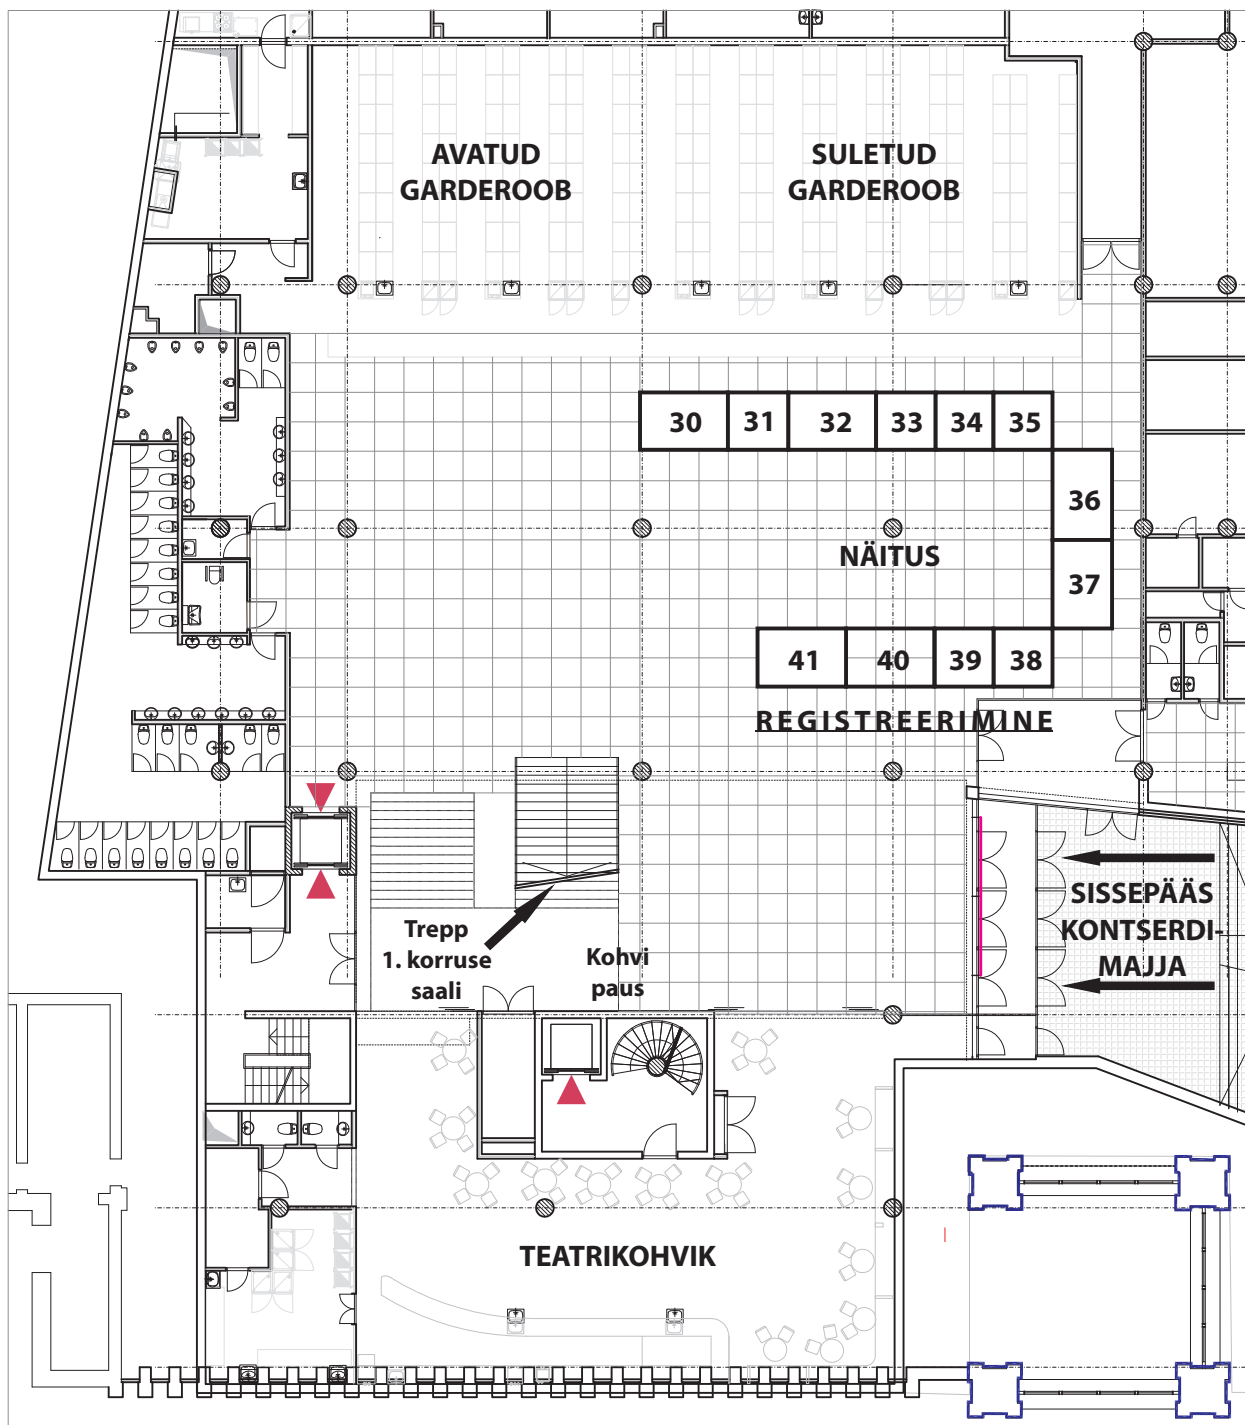 AVATUD
GARDEROOB
SULETUD
GARDEROOB
30 31 32 33 34 35
36
NÄITUS
37
41 40 39 38
REGISTREERIMINE
SISSEPÄÄS
KONTSERDI-
MAJJA
Trepp
1. korruse
saali
Kohvi
paus
TEATRIKOHVIK